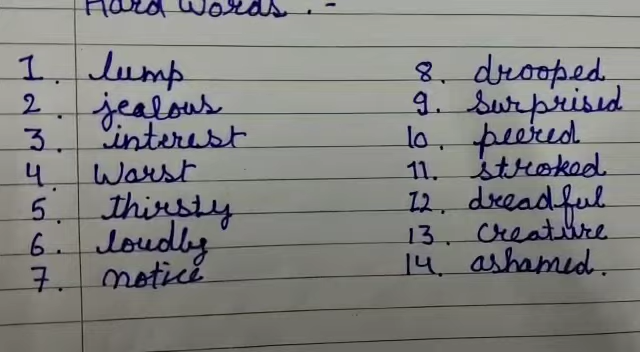 Hard Words :-
1. lump
2. jealous
3. interest
4. Warst
5. thirsty
6. loudly
7. notice
8. drooped
9. surprised
10. peered
11. stroked
12. dreadful
13. creature
14. ashamed.